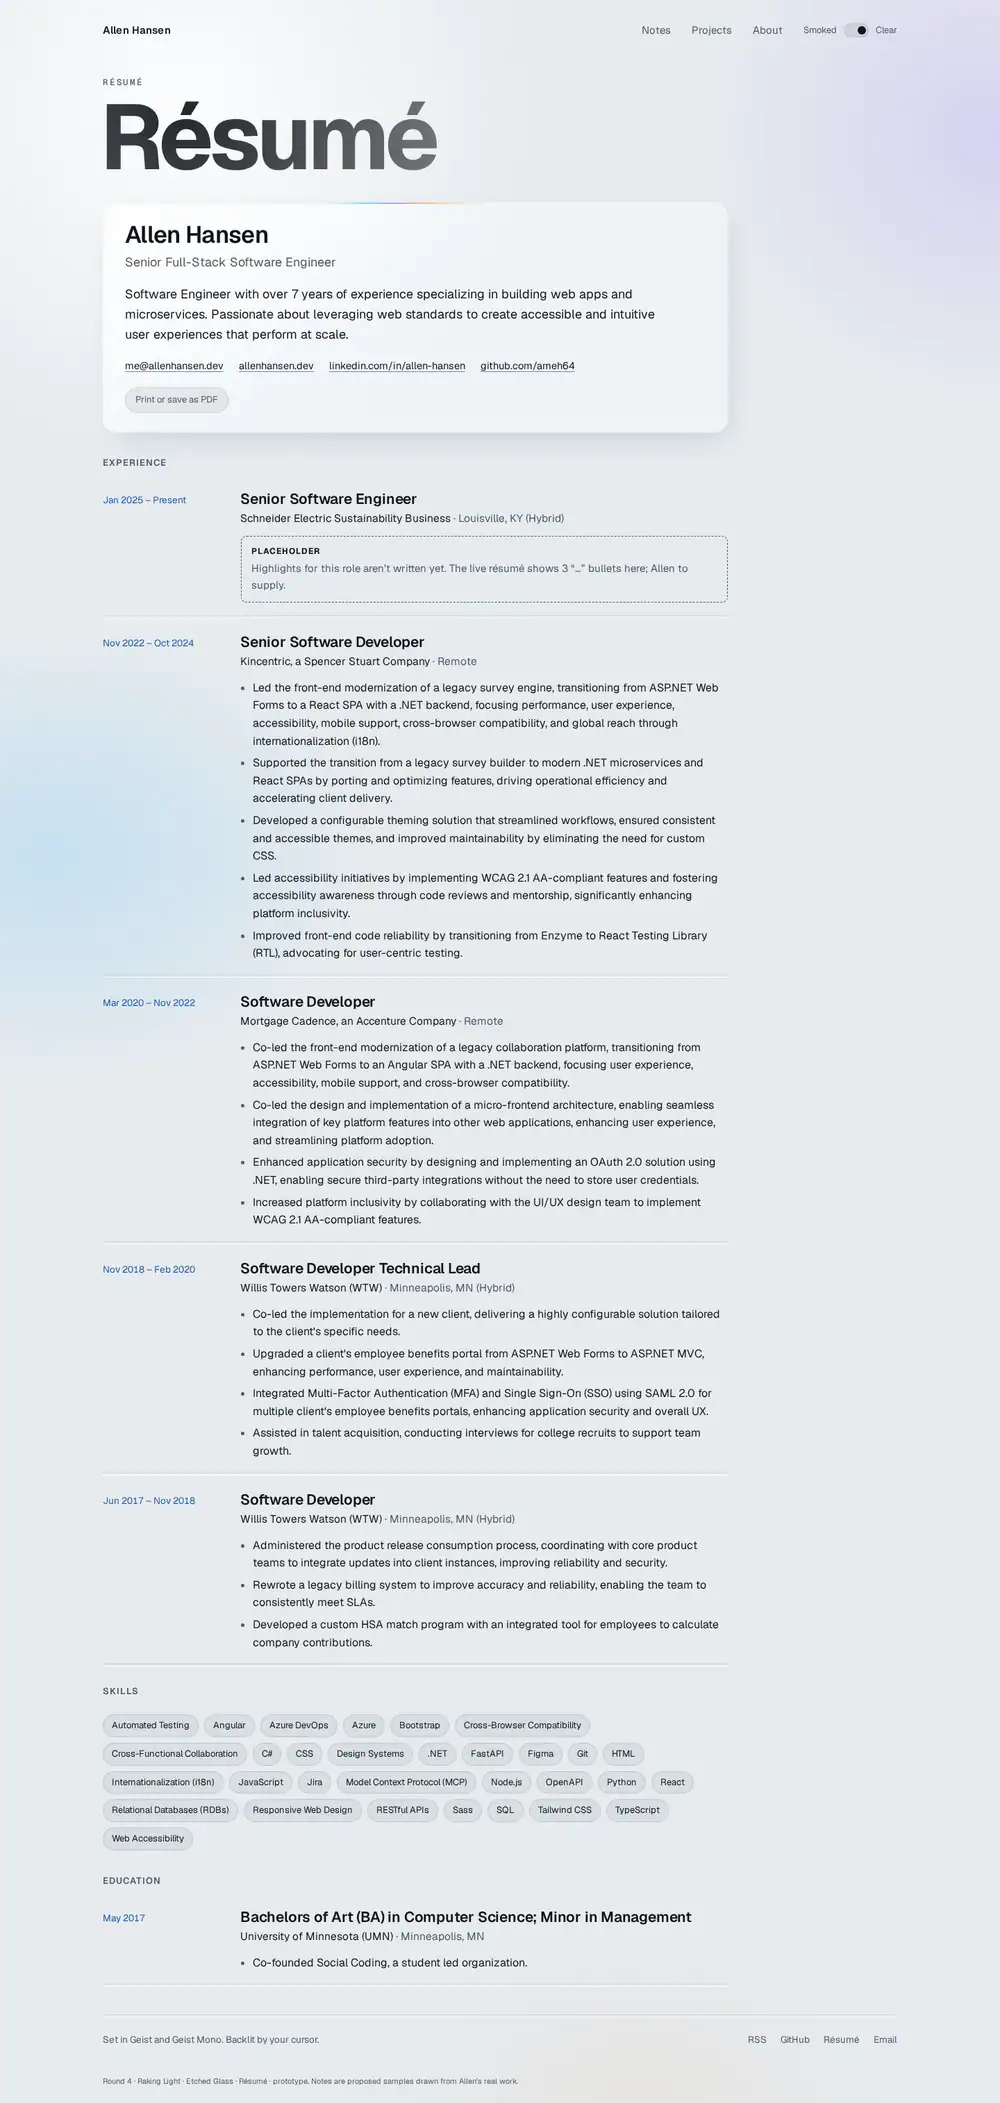 Allen Hansen
Notes Projects About Smoked Clear
RÉSUMÉ
Résumé
Allen Hansen
Senior Full-Stack Software Engineer
Software Engineer with over 7 years of experience specializing in building web apps and
microservices. Passionate about leveraging web standards to create accessible and intuitive
user experiences that perform at scale.
me@allenhansen.dev allenhansen.dev linkedin.com/in/allen-hansen github.com/ameh64
Print or save as PDF
EXPERIENCE
Jan 2025 – Present
Senior Software Engineer
Schneider Electric Sustainability Business · Louisville, KY (Hybrid)
PLACEHOLDER
Highlights for this role aren't written yet. The live résumé shows 3 “…” bullets here; Allen to
supply.
Nov 2022 – Oct 2024
Senior Software Developer
Kincentric, a Spencer Stuart Company · Remote
• Led the front-end modernization of a legacy survey engine, transitioning from ASP.NET Web
Forms to a React SPA with a .NET backend, focusing performance, user experience,
accessibility, mobile support, cross-browser compatibility, and global reach through
internationalization (i18n).
• Supported the transition from a legacy survey builder to modern .NET microservices and
React SPAs by porting and optimizing features, driving operational efficiency and
accelerating client delivery.
• Developed a configurable theming solution that streamlined workflows, ensured consistent
and accessible themes, and improved maintainability by eliminating the need for custom
CSS.
• Led accessibility initiatives by implementing WCAG 2.1 AA-compliant features and fostering
accessibility awareness through code reviews and mentorship, significantly enhancing
platform inclusivity.
• Improved front-end code reliability by transitioning from Enzyme to React Testing Library
(RTL), advocating for user-centric testing.
Mar 2020 – Nov 2022
Software Developer
Mortgage Cadence, an Accenture Company · Remote
• Co-led the front-end modernization of a legacy collaboration platform, transitioning from
ASP.NET Web Forms to an Angular SPA with a .NET backend, focusing user experience,
accessibility, mobile support, and cross-browser compatibility.
• Co-led the design and implementation of a micro-frontend architecture, enabling seamless
integration of key platform features into other web applications, enhancing user experience,
and streamlining platform adoption.
• Enhanced application security by designing and implementing an OAuth 2.0 solution using
.NET, enabling secure third-party integrations without the need to store user credentials.
• Increased platform inclusivity by collaborating with the UI/UX design team to implement
WCAG 2.1 AA-compliant features.
Nov 2018 – Feb 2020
Software Developer Technical Lead
Willis Towers Watson (WTW) · Minneapolis, MN (Hybrid)
• Co-led the implementation for a new client, delivering a highly configurable solution tailored
to the client's specific needs.
• Upgraded a client's employee benefits portal from ASP.NET Web Forms to ASP.NET MVC,
enhancing performance, user experience, and maintainability.
• Integrated Multi-Factor Authentication (MFA) and Single Sign-On (SSO) using SAML 2.0 for
multiple client's employee benefits portals, enhancing application security and overall UX.
• Assisted in talent acquisition, conducting interviews for college recruits to support team
growth.
Jun 2017 – Nov 2018
Software Developer
Willis Towers Watson (WTW) · Minneapolis, MN (Hybrid)
• Administered the product release consumption process, coordinating with core product
teams to integrate updates into client instances, improving reliability and security.
• Rewrote a legacy billing system to improve accuracy and reliability, enabling the team to
consistently meet SLAs.
• Developed a custom HSA match program with an integrated tool for employees to calculate
company contributions.
SKILLS
Automated Testing Angular Azure DevOps Azure Bootstrap Cross-Browser Compatibility
Cross-Functional Collaboration C# CSS Design Systems .NET FastAPI Figma Git HTML
Internationalization (i18n) JavaScript Jira Model Context Protocol (MCP) Node.js OpenAPI Python React
Relational Databases (RDBs) Responsive Web Design RESTful APIs Sass SQL Tailwind CSS TypeScript
Web Accessibility
EDUCATION
May 2017
Bachelors of Art (BA) in Computer Science; Minor in Management
University of Minnesota (UMN) · Minneapolis, MN
• Co-founded Social Coding, a student led organization.
Set in Geist and Geist Mono. Backlit by your cursor.
RSS GitHub Résumé Email
Round 4 · Raking Light · Etched Glass · Résumé · prototype. Notes are proposed samples drawn from Allen's real work.